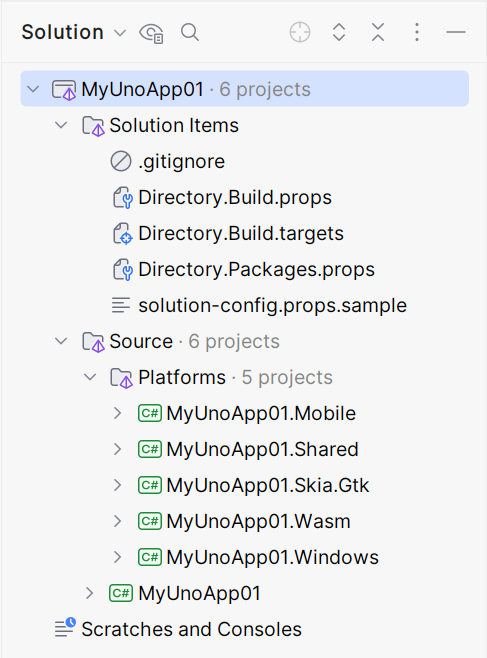 Solution
MyUnoApp01 · 6 projects
Solution Items
.gitignore
Directory.Build.props
Directory.Build.targets
Directory.Packages.props
solution-config.props.sample
Source · 6 projects
Platforms · 5 projects
C# MyUnoApp01.Mobile
C# MyUnoApp01.Shared
C# MyUnoApp01.Skia.Gtk
C# MyUnoApp01.Wasm
C# MyUnoApp01.Windows
C# MyUnoApp01
Scratches and Consoles